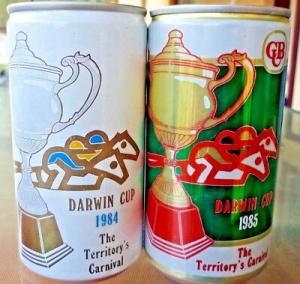 DARWIN CUP
1984
The
Territory's
Carnival
CUB
DARWIN CUP
1985
The
Territory's Carnival